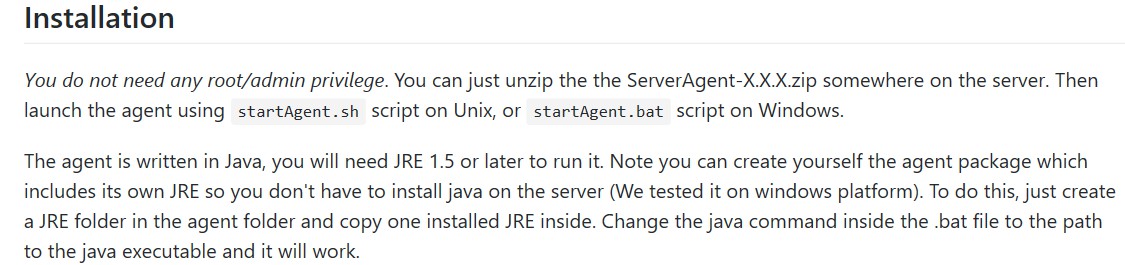 Installation
You do not need any root/admin privilege. You can just unzip the the ServerAgent-X.X.X.zip somewhere on the server. Then
launch the agent using startAgent.sh script on Unix, or startAgent.bat script on Windows.
The agent is written in Java, you will need JRE 1.5 or later to run it. Note you can create yourself the agent package which
includes its own JRE so you don't have to install java on the server (We tested it on windows platform). To do this, just create
a JRE folder in the agent folder and copy one installed JRE inside. Change the java command inside the .bat file to the path
to the java executable and it will work.